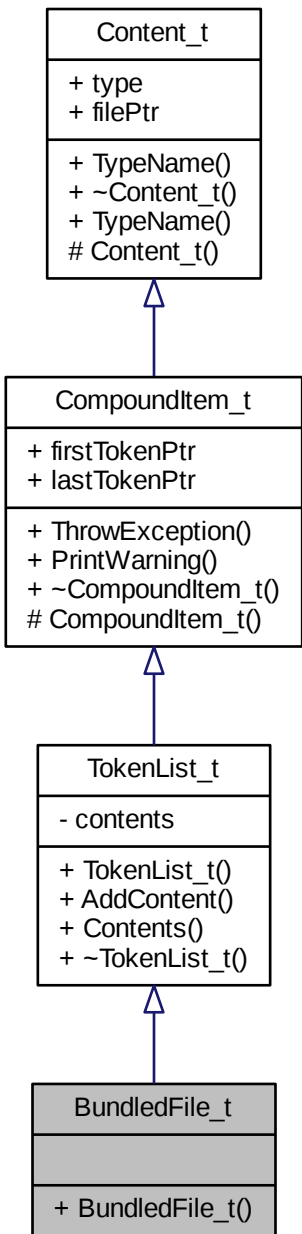 Content_t
+ type
+ filePtr
+ TypeName()
+ ~Content_t()
+ TypeName()
# Content_t()
CompoundItem_t
+ firstTokenPtr
+ lastTokenPtr
+ ThrowException()
+ PrintWarning()
+ ~CompoundItem_t()
# CompoundItem_t()
TokenList_t
- contents
+ TokenList_t()
+ AddContent()
+ Contents()
+ ~TokenList_t()
BundledFile_t
+ BundledFile_t()